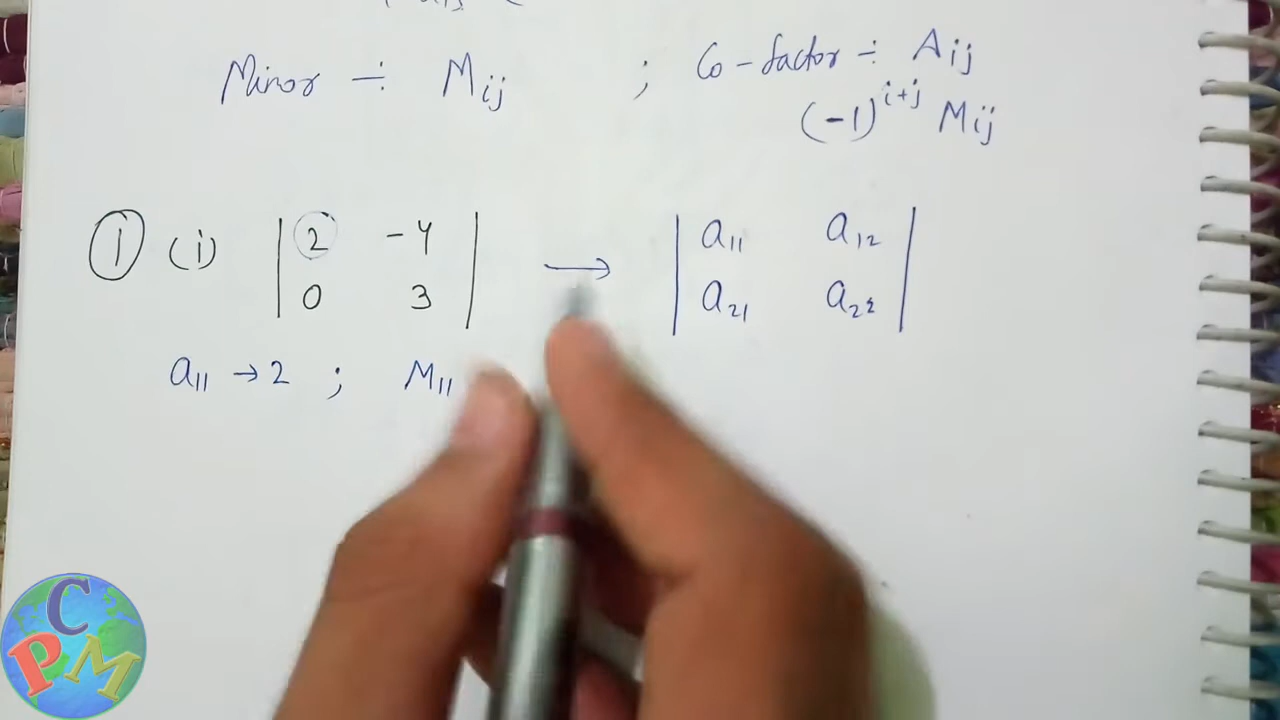 Minor ÷ Mij ; Co-factor ÷ Aij
(-1)^i+j Mij
① (i) | 2 -4 | → | a11 a12 |
| 0 3 | | a21 a22 |
a11 → 2 ; M11
CPM